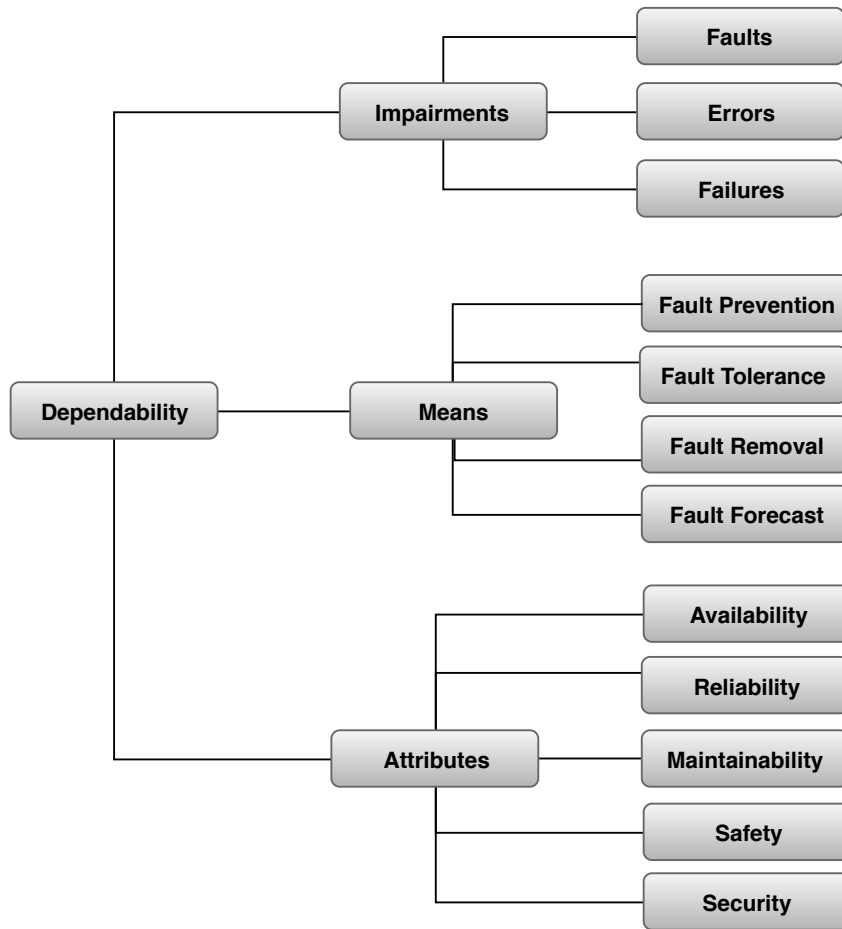 Faults
Impairments
Errors
Failures
Fault Prevention
Fault Tolerance
Dependability
Means
Fault Removal
Fault Forecast
Availability
Reliability
Attributes
Maintainability
Safety
Security